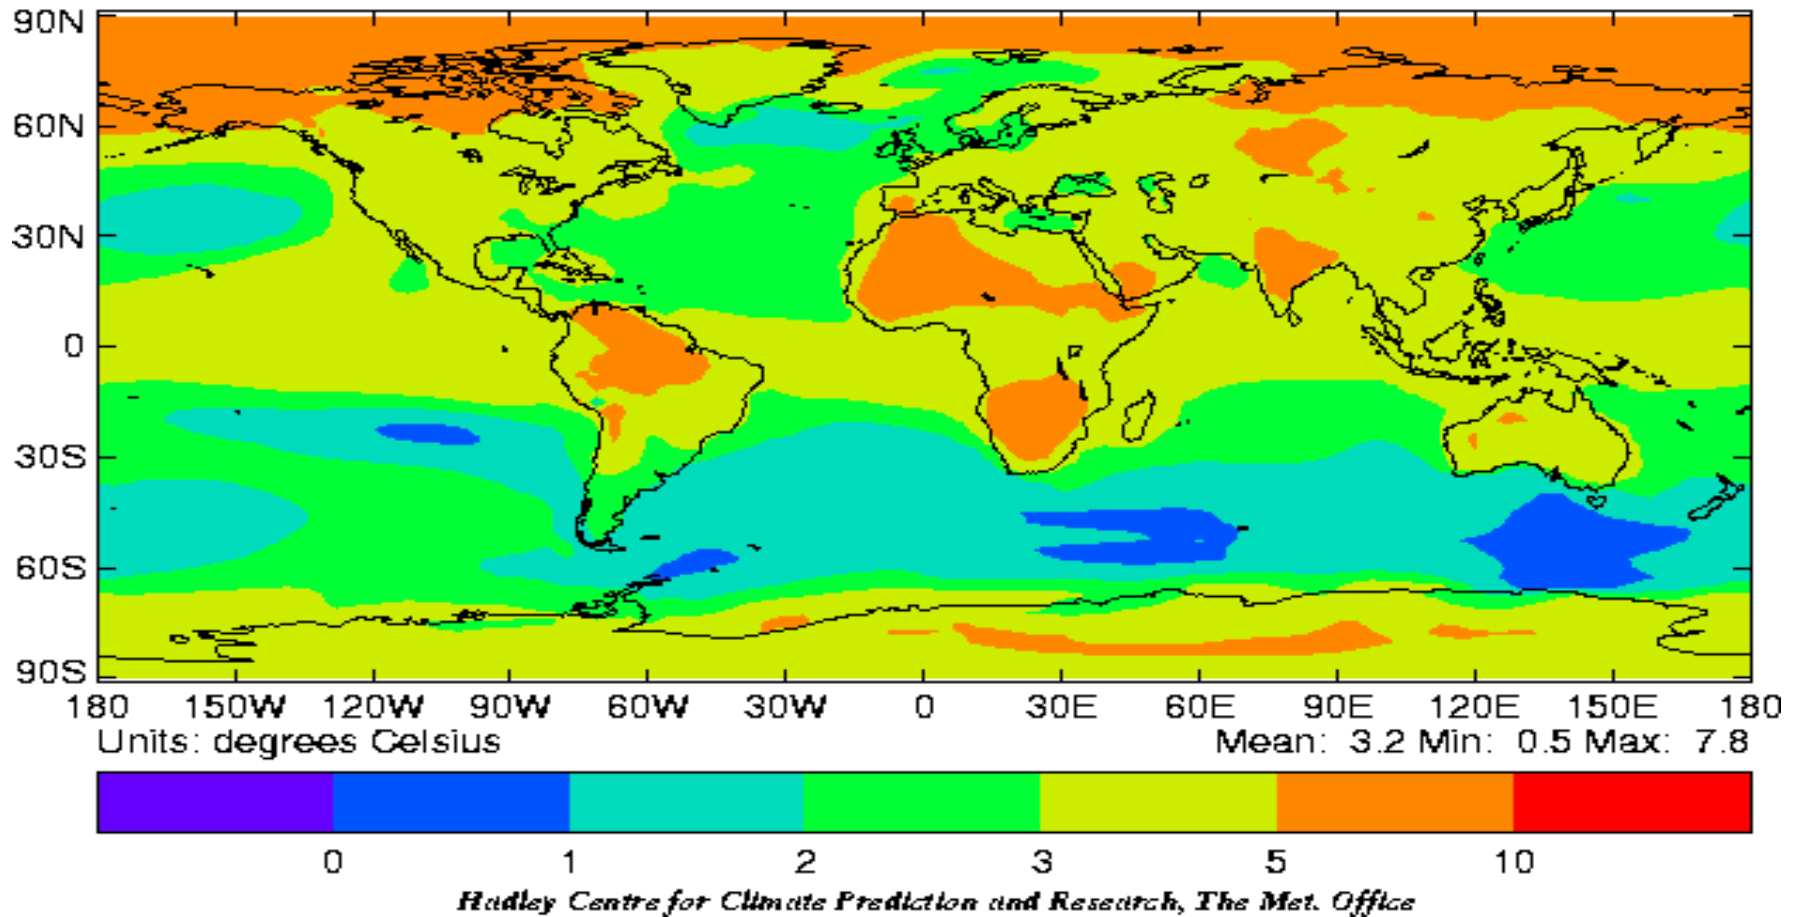 90N
60N
30N
0
30S
60S
90S
180 150W 120W 90W 60W 30W 0 30E 60E 90E 120E 150E 180
Units: degrees Celsius Mean: 3.2 Min: 0.5 Max: 7.8
0 1 2 3 5 10
Hadley Centre for Climate Prediction and Research, The Met. Office